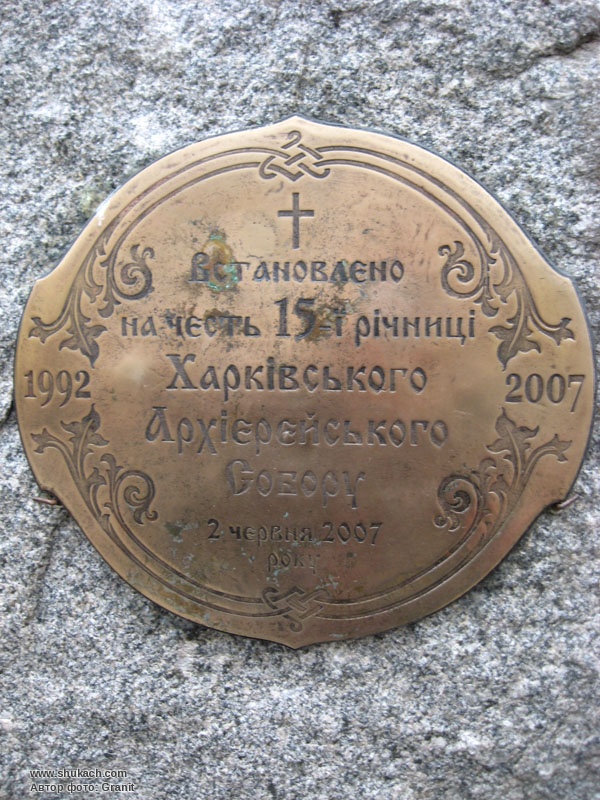 Встановлено
на честь 15-ї річниці
Харківського
1992
2007
Архієрейського
Собору
2 червня 2007
року
www.shukach.com
Автор фото: Granit